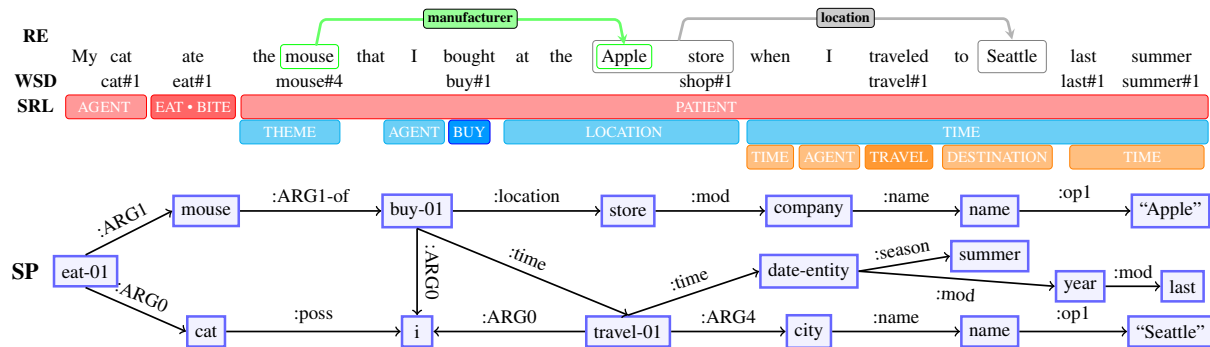 manufacturer location
RE
My cat ate the mouse that I bought at the Apple store when I traveled to Seattle last summer
WSD cat#1 eat#1 mouse#4 buy#1 shop#1 travel#1 last#1 summer#1
SRL AGENT EAT • BITE PATIENT
THEME AGENT BUY LOCATION TIME
TIME AGENT TRAVEL DESTINATION TIME
:ARG1 mouse :ARG1-of buy-01 :location store :mod company :name name :op1 “Apple”
SP eat-01 :ARG0 :time :time date-entity :season summer
:mod year :mod last
:ARG0 cat :poss i :ARG0 travel-01 :ARG4 city :name name :op1 “Seattle”